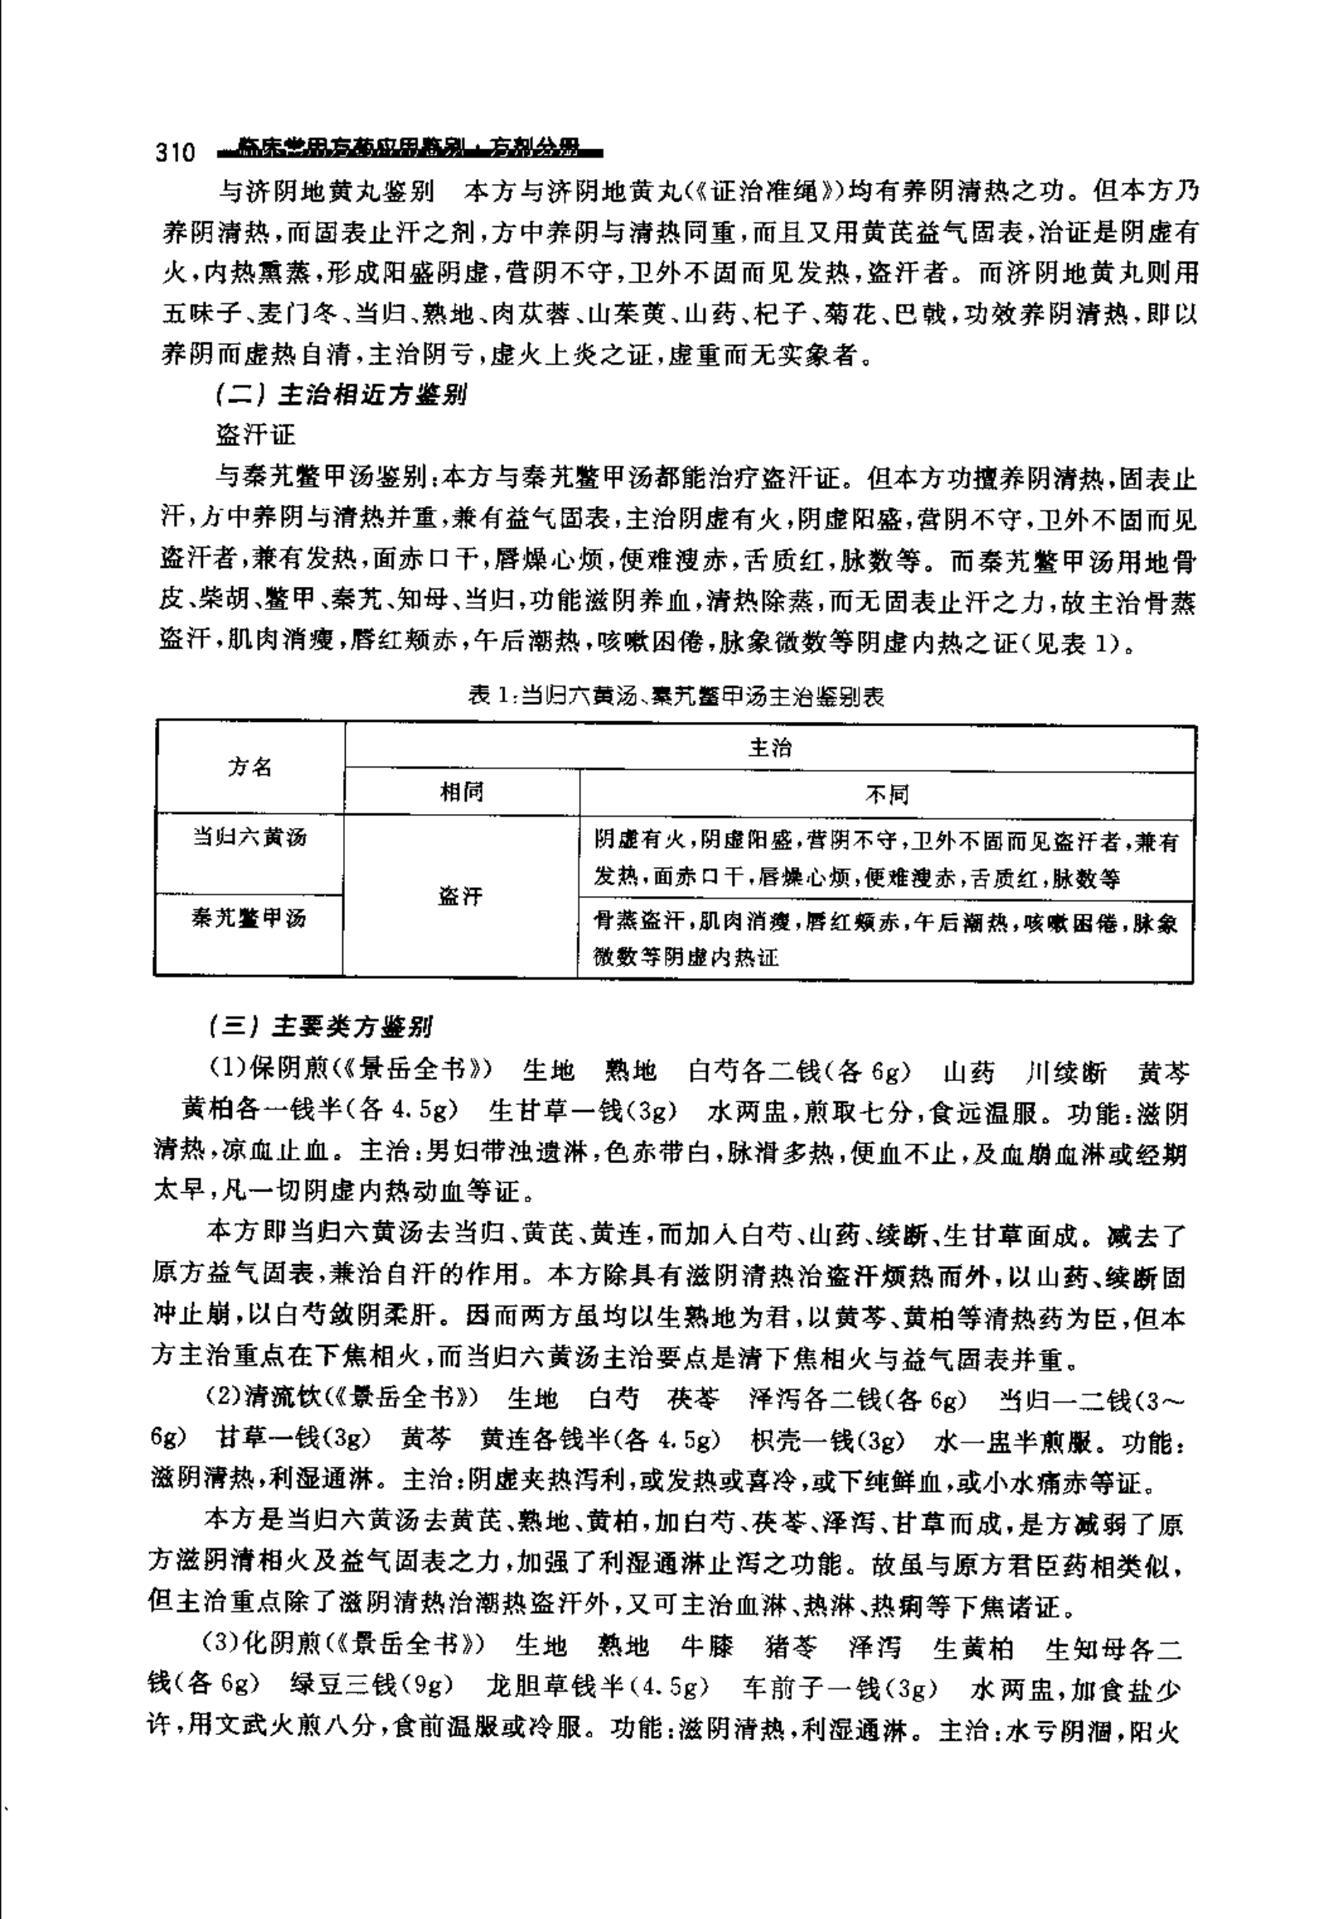 310 临床常用方药应用鉴别·方剂分册
与济阴地黄丸鉴别 本方与济阴地黄丸(《证治准绳》)均有养阴清热之功。但本方乃
养阴清热,而固表止汗之剂,方中养阴与清热同重,而且又用黄芪益气固表,治证是阴虚有
火,内热熏蒸,形成阳盛阴虚,营阴不守,卫外不固而见发热,盗汗者。而济阴地黄丸则用
五味子、麦门冬、当归、熟地、肉苁蓉、山茱萸、山药、杞子、菊花、巴戟,功效养阴清热,即以
养阴而虚热自清,主治阴亏,虚火上炎之证,虚重而无实象者。
(二)主治相近方鉴别
盗汗证
与秦艽鳖甲汤鉴别:本方与秦艽鳖甲汤都能治疗盗汗证。但本方功擅养阴清热,固表止
汗,方中养阴与清热并重,兼有益气固表,主治阴虚有火,阴虚阳盛,营阴不守,卫外不固而见
盗汗者,兼有发热,面赤口干,唇燥心烦,便难溲赤,舌质红,脉数等。而秦艽鳖甲汤用地骨
皮、柴胡、鳖甲、秦艽、知母、当归,功能滋阴养血,清热除蒸,而无固表止汗之力,故主治骨蒸
盗汗,肌肉消瘦,唇红颊赤,午后潮热,咳嗽困倦,脉象微数等阴虚内热之证(见表1)。
表1:当归六黄汤、秦艽鳖甲汤主治鉴别表
方名
主治
相同
不同
当归六黄汤
盗汗
阴虚有火,阴虚阳盛,营阴不守,卫外不固而见盗汗者,兼有
发热,面赤口干,唇燥心烦,便难溲赤,舌质红,脉数等
秦艽鳖甲汤
骨蒸盗汗,肌肉消瘦,唇红颊赤,午后潮热,咳嗽困倦,脉象
微数等阴虚内热证
(三)主要类方鉴别
(1)保阴煎(《景岳全书》) 生地 熟地 白芍各二钱(各6g) 山药 川续断 黄芩
黄柏各一钱半(各4.5g) 生甘草一钱(3g) 水两盅,煎取七分,食远温服。功能:滋阴
清热,凉血止血。主治:男妇带浊遗淋,色赤带白,脉滑多热,便血不止,及血崩血淋或经期
太早,凡一切阴虚内热动血等证。
本方即当归六黄汤去当归、黄芪、黄连,而加入白芍、山药、续断、生甘草面成。减去了
原方益气固表,兼治自汗的作用。本方除具有滋阴清热治盗汗烦热而外,以山药、续断固
冲止崩,以白芍敛阴柔肝。因而两方虽均以生熟地为君,以黄芩、黄柏等清热药为臣,但本
方主治重点在下焦相火,而当归六黄汤主治要点是清下焦相火与益气固表并重。
(2)清流饮(《景岳全书》) 生地 白芍 茯苓 泽泻各二钱(各6g) 当归一二钱(3～
6g) 甘草一钱(3g) 黄芩 黄连各钱半(各4.5g) 枳壳一钱(3g) 水一盅半煎服。功能:
滋阴清热,利湿通淋。主治:阴虚夹热泻利,或发热或喜冷,或下纯鲜血,或小水痛赤等证。
本方是当归六黄汤去黄芪、熟地、黄柏,加白芍、茯苓、泽泻、甘草而成,是方减弱了原
方滋阴清相火及益气固表之力,加强了利湿通淋止泻之功能。故虽与原方君臣药相类似,
但主治重点除了滋阴清热治潮热盗汗外,又可主治血淋、热淋、热痢等下焦诸证。
(3)化阴煎(《景岳全书》) 生地 熟地 牛膝 猪苓 泽泻 生黄柏 生知母各二
钱(各6g) 绿豆三钱(9g) 龙胆草钱半(4.5g) 车前子一钱(3g) 水两盅,加食盐少
许,用文武火煎八分,食前温服或冷服。功能:滋阴清热,利湿通淋。主治:水亏阴涸,阳火